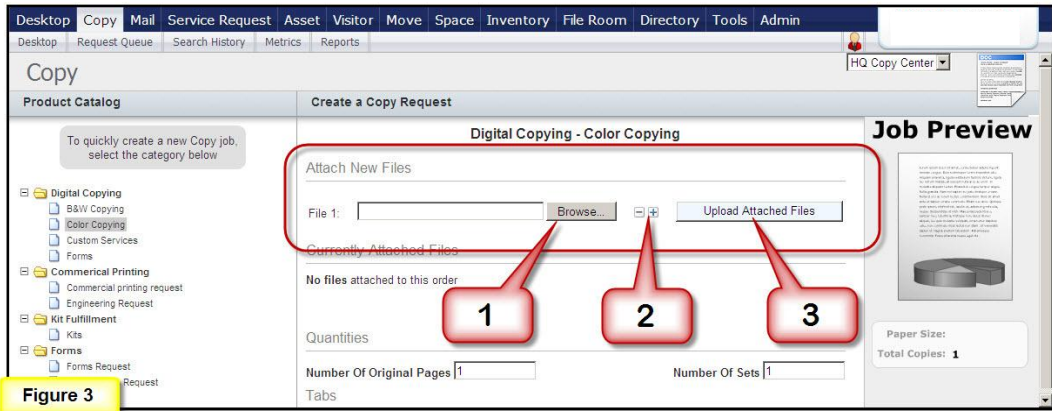 Desktop Copy Mail Service Request Asset Visitor Move Space Inventory File Room Directory Tools Admin
Desktop Request Queue Search History Metrics Reports
Copy
HQ Copy Center
Product Catalog
Create a Copy Request
To quickly create a new Copy job,
select the category below
Digital Copying
B&W Copying
Color Copying
Custom Services
Forms
Commerical Printing
Commercial printing request
Engineering Request
Kit Fulfillment
Kits
Forms
Forms Request
Request
Digital Copying - Color Copying
Attach New Files
File 1: Browse... Upload Attached Files
Currently Attached Files
No files attached to this order
1 2 3
Quantities
Number Of Original Pages 1 Number Of Sets 1
Tabs
Job Preview
Paper Size:
Total Copies: 1
Figure 3